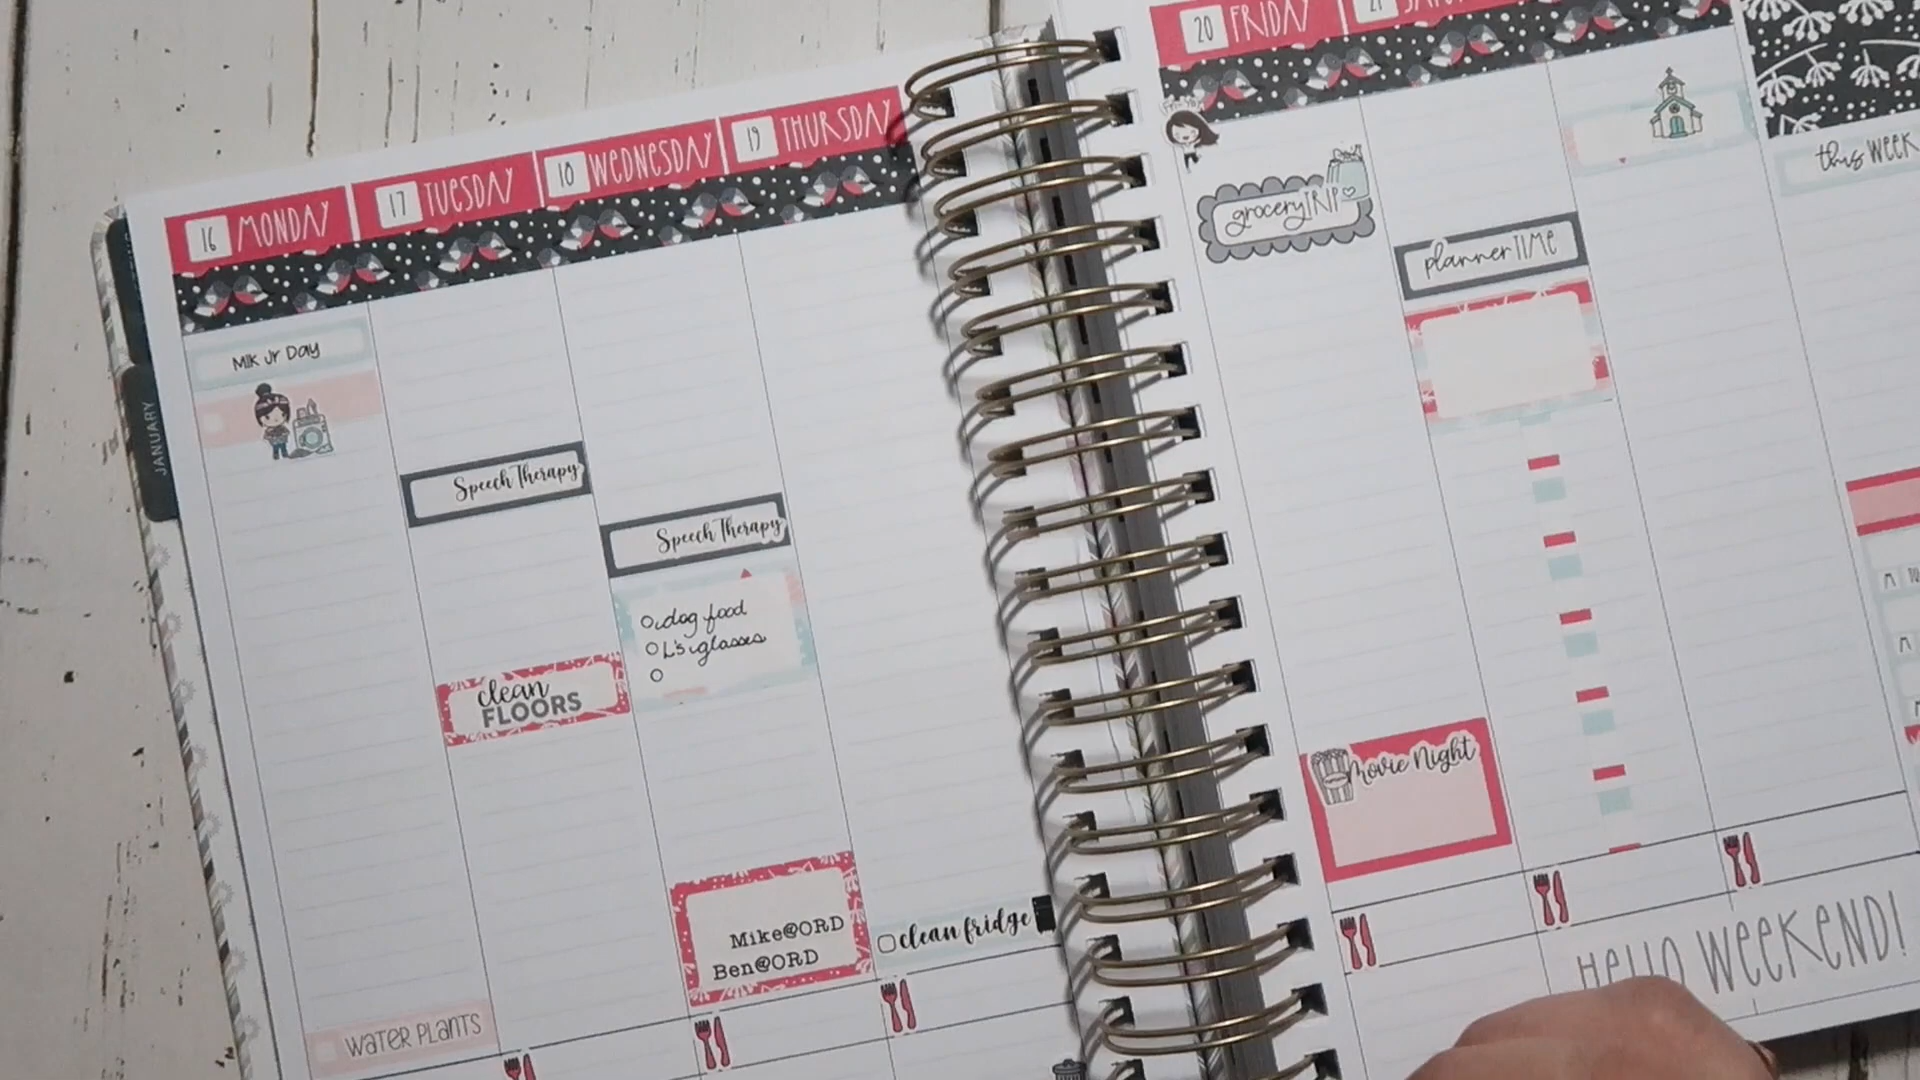 16 MONDAY
17 TUESDAY
18 WEDNESDAY
19 THURSDAY
20 FRIDAY
21
Mlk Jr Day
JANUARY
Speech Therapy
Speech Therapy
dog food
L's glasses
clean
FLOORS
Mike@ORD
Ben@ORD
clean fridge
WATER PLANTS
grocery TRIP
planner TIME
this WEEK
Movie Night
HELLO WEEKEND!